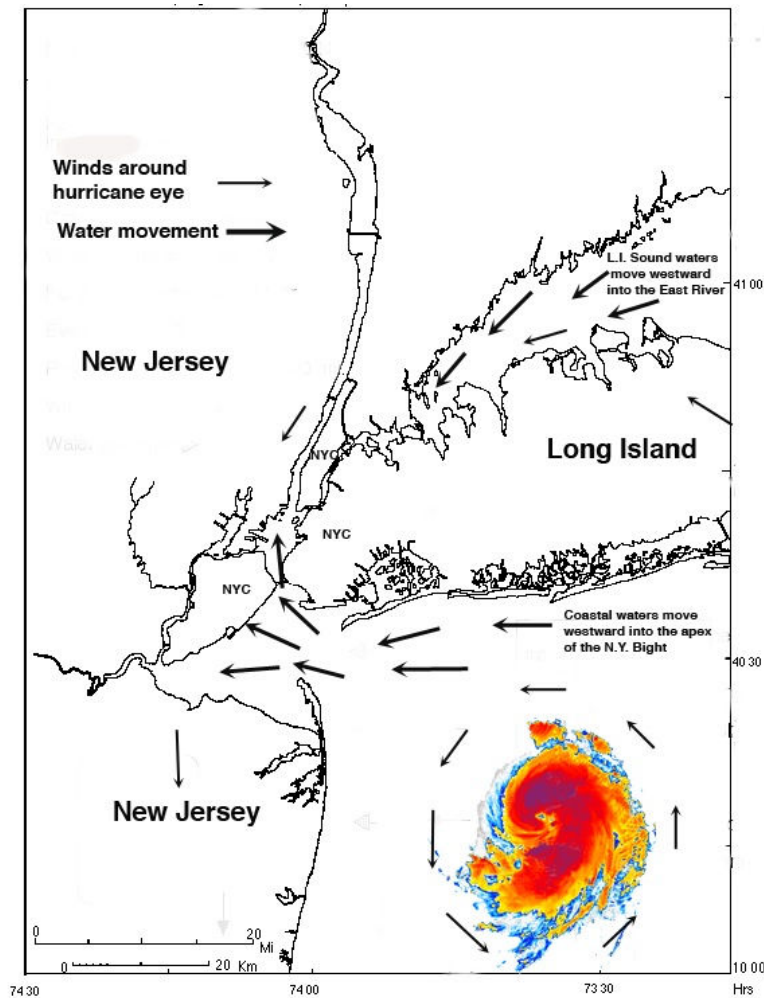 Winds around
hurricane eye
Water movement
L.I. Sound waters
move westward
into the East River
41 00
New Jersey
NYC
Long Island
NYC
NYC
Coastal waters move
westward into the apex
of the N.Y. Bight
40 30
New Jersey
0 20
Mi
0 20 Km
10 00
74 30 74 00 73 30 Hrs